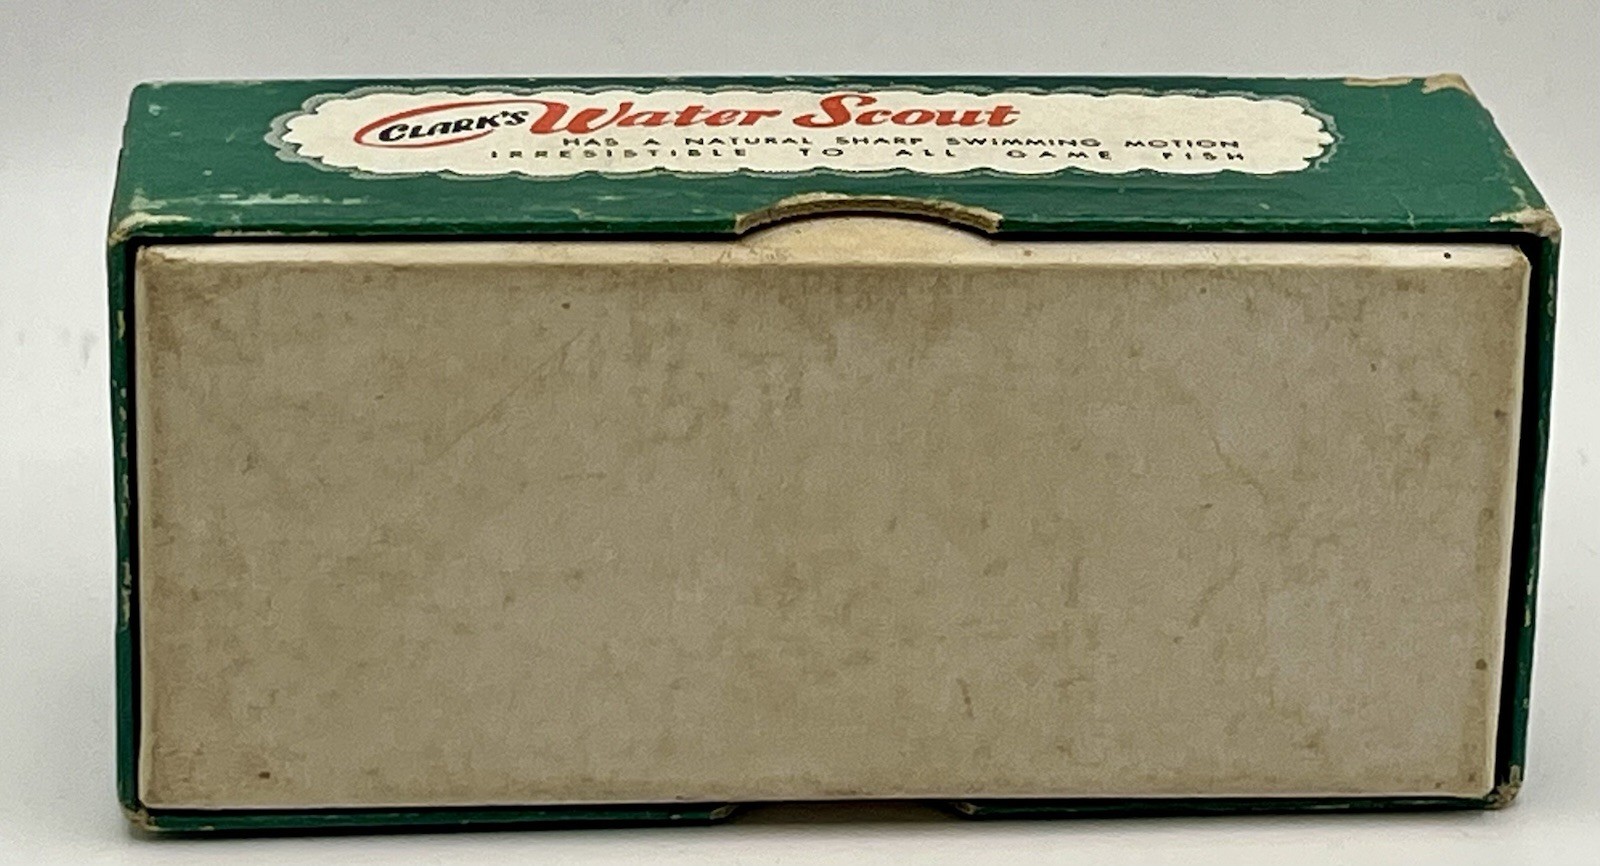 CLARK'S Water Scout
HAS A NATURAL SHARP SWIMMING MOTION
IRRESISTIBLE TO ALL GAME FISH